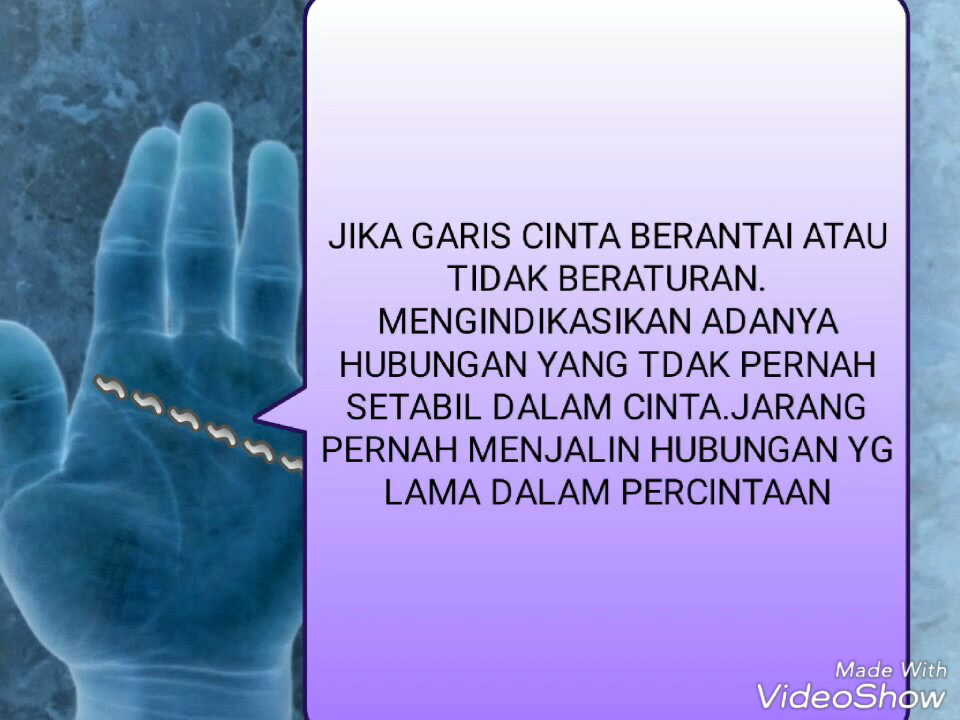 JIKA GARIS CINTA BERANTAI ATAU
TIDAK BERATURAN.
MENGINDIKASIKAN ADANYA
HUBUNGAN YANG TDAK PERNAH
SETABIL DALAM CINTA.JARANG
PERNAH MENJALIN HUBUNGAN YG
LAMA DALAM PERCINTAAN
Made With
VideoShow